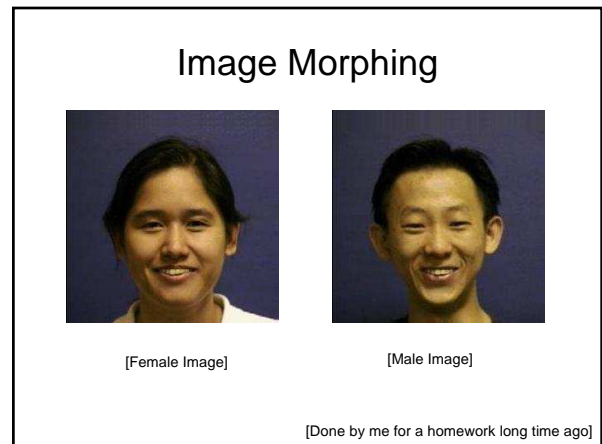 Image Morphing
[Female Image]
[Male Image]
[Done by me for a homework long time ago]